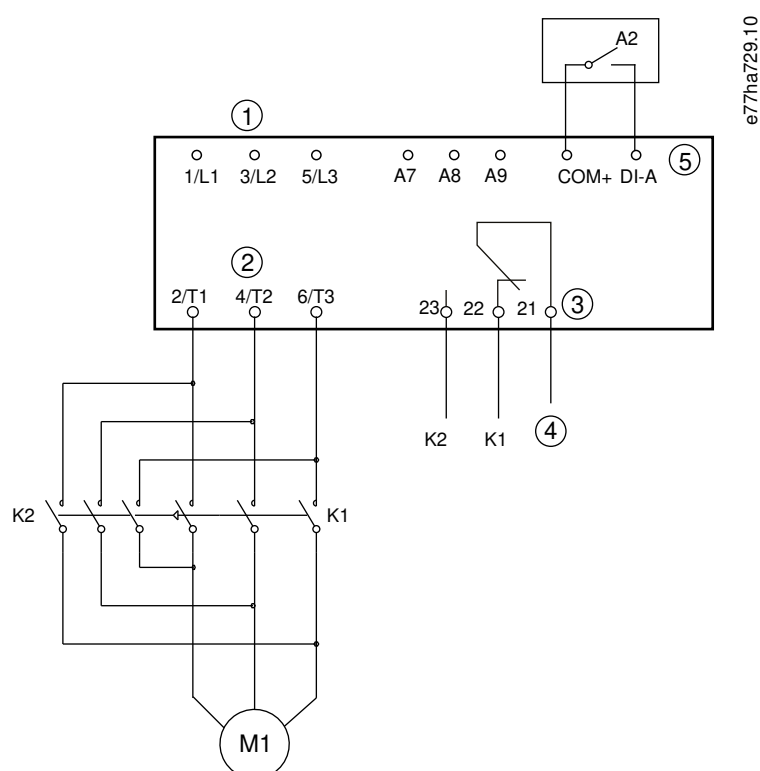 A2
e77ha729.10
1
5
1/L1 3/L2 5/L3 A7 A8 A9 COM+ DI-A
2
2/T1 4/T2 6/T3 23 22 21 3
K2 K1 4
K2 K1
M1